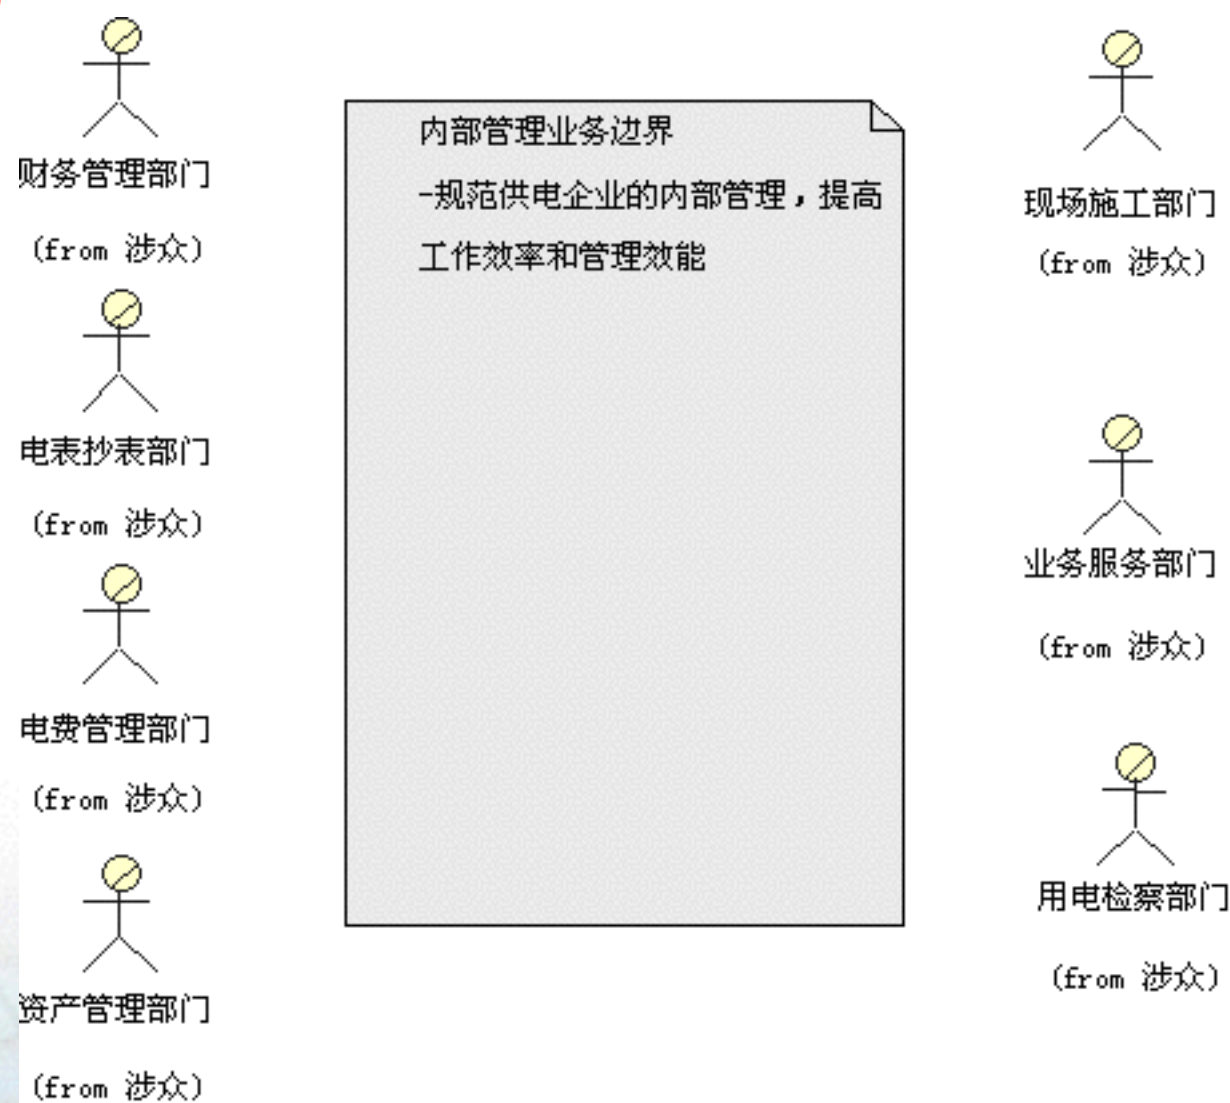 财务管理部门
(from 涉众)
电表抄表部门
(from 涉众)
电费管理部门
(from 涉众)
资产管理部门
(from 涉众)
内部管理业务边界
-规范供电企业的内部管理，提高
工作效率和管理效能
现场施工部门
(from 涉众)
业务服务部门
(from 涉众)
用电检察部门
(from 涉众)